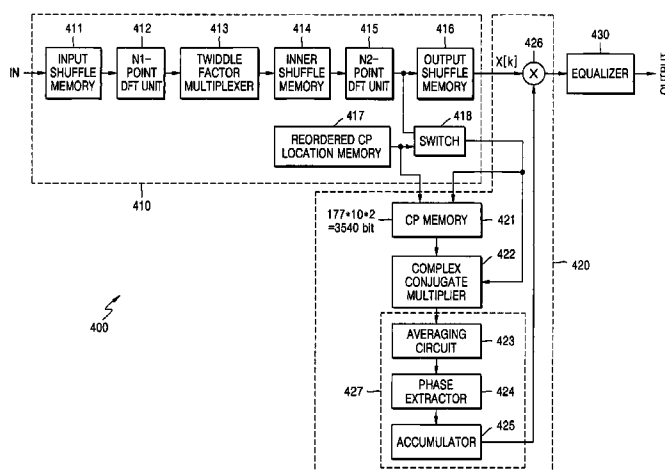 411
412
413
414
415
416
426
430
IN
INPUT
SHUFFLE
MEMORY
N1-
POINT
DFT UNIT
TWIDDLE
FACTOR
MULTIPLEXER
INNER
SHUFFLE
MEMORY
N2-
POINT
DFT UNIT
OUTPUT
SHUFFLE
MEMORY
X[k]
X
EQUALIZER
OUTPUT
417
418
REORDERED CP
LOCATION MEMORY
SWITCH
410
177*10*2
=3540 bit
CP MEMORY
421
422
COMPLEX
CONJUGATE
MULTIPLIER
420
400
AVERAGING
CIRCUIT
423
427
PHASE
EXTRACTOR
424
425
ACCUMULATOR